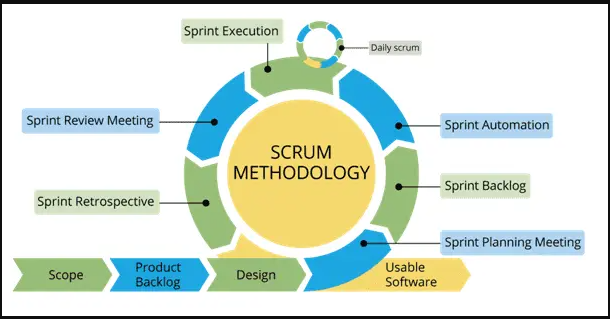 Sprint Execution
Daily scrum
Sprint Review Meeting
Sprint Automation
SCRUM
METHODOLOGY
Sprint Backlog
Sprint Retrospective
Sprint Planning Meeting
Scope
Product
Backlog
Design
Usable
Software